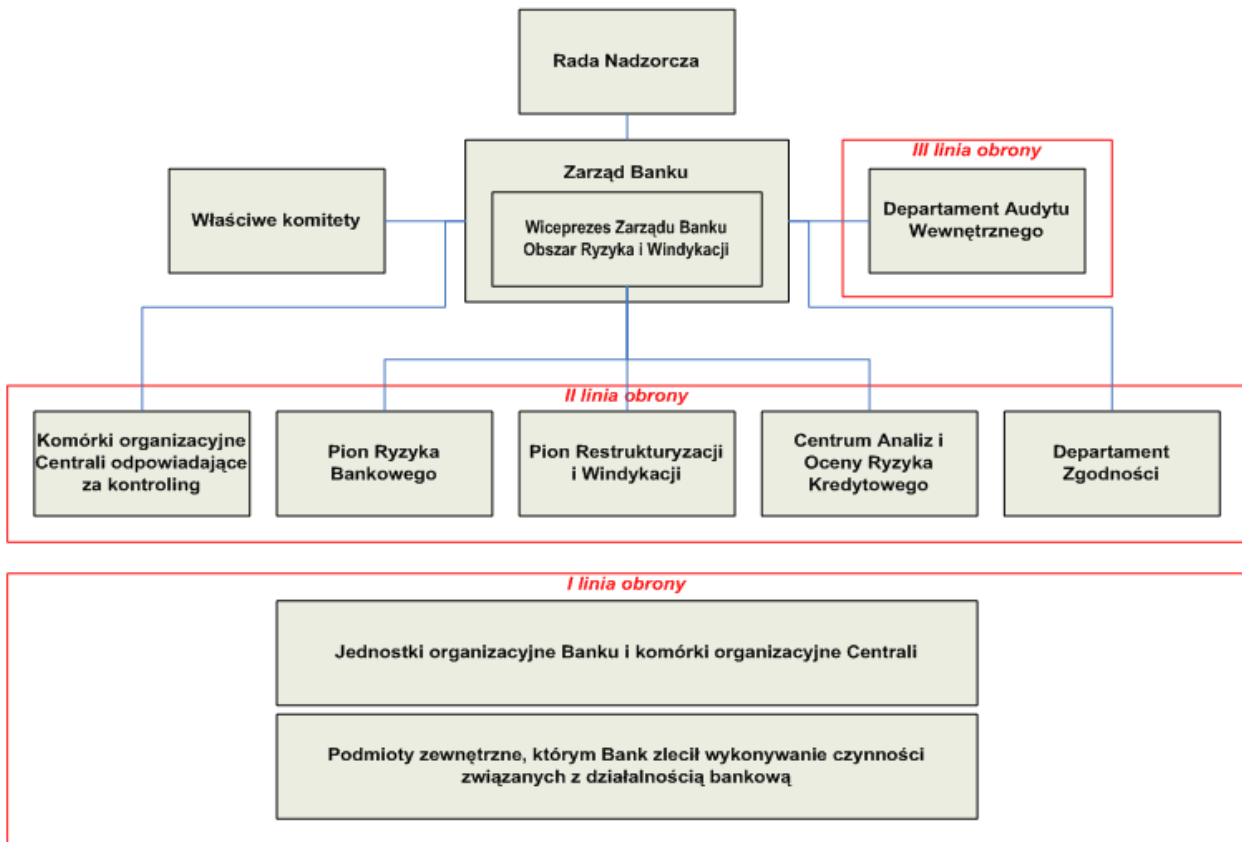 Rada Nadzorcza
Zarząd Banku
Wiceprezes Zarządu Banku
Obszar Ryzyka i Windykacji
Właściwe komitety
III linia obrony
Departament Audytu
Wewnętrznego
II linia obrony
Komórki organizacyjne
Centrali odpowiadające
za kontroling
Pion Ryzyka
Bankowego
Pion Restrukturyzacji
i Windykacji
Centrum Analiz i
Oceny Ryzyka
Kredytowego
Departament
Zgodności
I linia obrony
Jednostki organizacyjne Banku i komórki organizacyjne Centrali
Podmioty zewnętrzne, którym Bank zlecił wykonywanie czynności
związanych z działalnością bankową